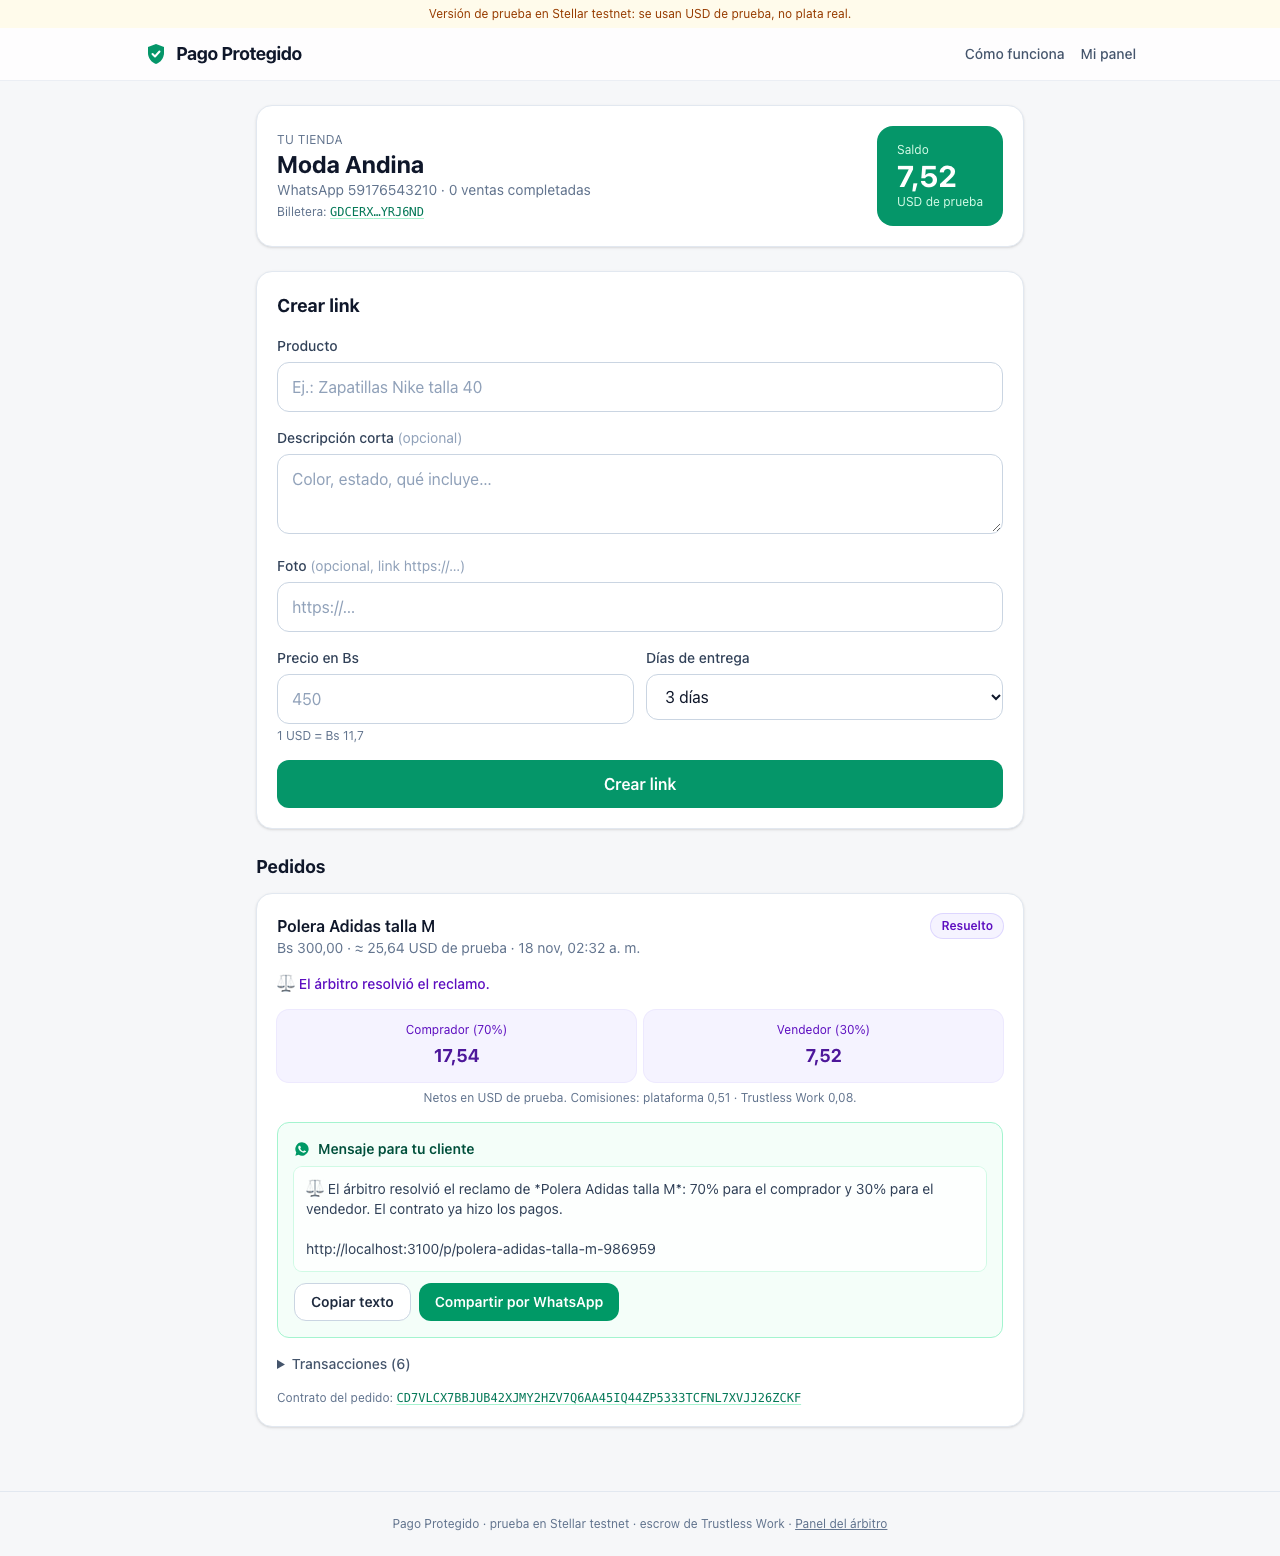 Versión de prueba en Stellar testnet: se usan USD de prueba, no plata real.
Pago Protegido
Cómo funciona
Mi panel
TU TIENDA
Moda Andina
WhatsApp 59176543210 · 0 ventas completadas
Billetera: GDCERX…YRJ6ND
Saldo
7,52
USD de prueba
Crear link
Producto
Ej.: Zapatillas Nike talla 40
Descripción corta (opcional)
Color, estado, qué incluye…
Foto (opcional, link https://…)
https://…
Precio en Bs
Días de entrega
450
3 días
1 USD = Bs 11,7
Crear link
Pedidos
Polera Adidas talla M
Resuelto
Bs 300,00 · ≈ 25,64 USD de prueba · 18 nov, 02:32 a. m.
⚖️ El árbitro resolvió el reclamo.
Comprador (70%)
17,54
Vendedor (30%)
7,52
Netos en USD de prueba. Comisiones: plataforma 0,51 · Trustless Work 0,08.
Mensaje para tu cliente
⚖️ El árbitro resolvió el reclamo de *Polera Adidas talla M*: 70% para el comprador y 30% para el
vendedor. El contrato ya hizo los pagos.
http://localhost:3100/p/polera-adidas-talla-m-986959
Copiar texto
Compartir por WhatsApp
Transacciones (6)
Contrato del pedido: CD7VLCX7BBJUB42XJMY2HZV7Q6AA45IQ44ZP5333TCFNL7XVJJ26ZCKF
Pago Protegido · prueba en Stellar testnet · escrow de Trustless Work · Panel del árbitro